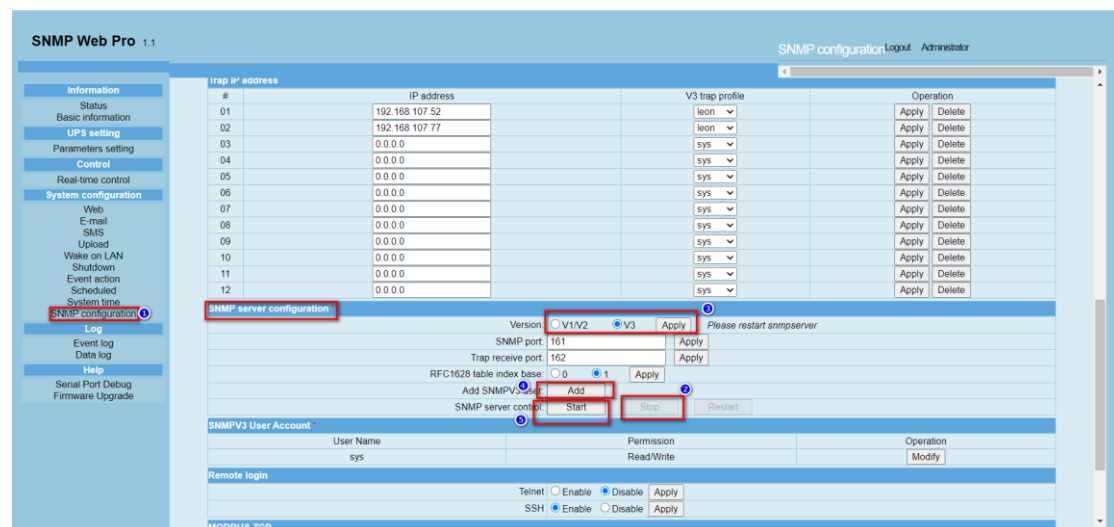 SNMP Web Pro 1.1
SNMP configuration Logout Administrator
Information
Status
Basic information
UPS setting
Parameters setting
Control
Real-time control
System configuration
Web
E-mail
SMS
Upload
Wake on LAN
Shutdown
Event action
Scheduled
System time
SNMP configuration 1
Log
Event log
Data log
Help
Serial Port Debug
Firmware Upgrade
Trap IP address
# IP address V3 trap profile Operation
01 192.168.107.52 leon Apply Delete
02 192.168.107.77 leon Apply Delete
03 0.0.0.0 sys Apply Delete
04 0.0.0.0 sys Apply Delete
05 0.0.0.0 sys Apply Delete
06 0.0.0.0 sys Apply Delete
07 0.0.0.0 sys Apply Delete
08 0.0.0.0 sys Apply Delete
09 0.0.0.0 sys Apply Delete
10 0.0.0.0 sys Apply Delete
11 0.0.0.0 sys Apply Delete
12 0.0.0.0 sys Apply Delete
SNMP server configuration * 3
Version: V1/V2 V3 Apply Please restart snmpserver
SNMP port: 161 Apply
Trap receive port: 162 Apply
RFC1628 table index base: 0 1 Apply
Add SNMPV3 user: 4 Add 2
SNMP server control: 5 Start Stop Restart
SNMPV3 User Account *
User Name Permission Operation
sys Read/Write Modify
Remote login
Telnet Enable Disable Apply
SSH Enable Disable Apply
MODBUS TCP